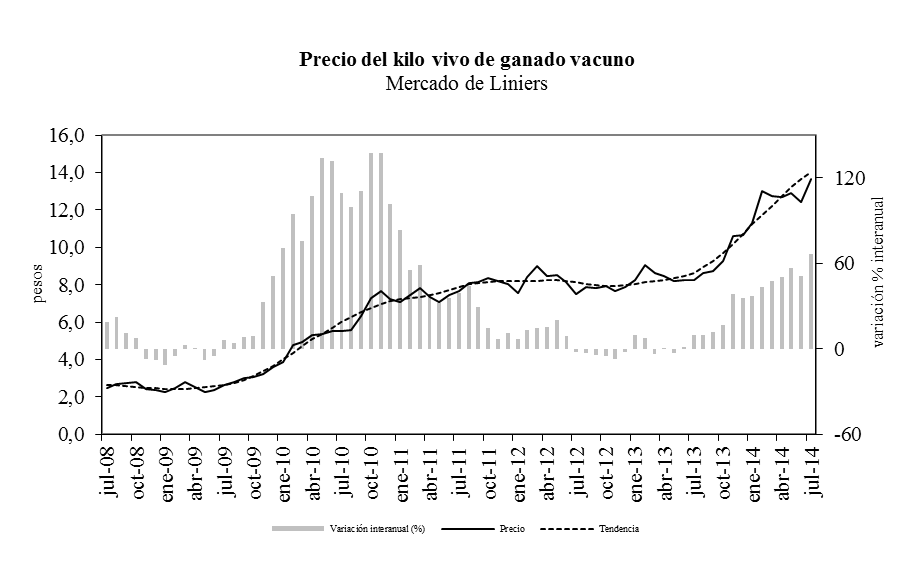 Precio del kilo vivo de ganado vacuno
Mercado de Liniers
16,0
14,0
12,0
10,0
8,0
6,0
4,0
2,0
0,0
pesos
120
60
0
-60
variación % interanual
jul-08
oct-08
ene-09
abr-09
jul-09
oct-09
ene-10
abr-10
jul-10
oct-10
ene-11
abr-11
jul-11
oct-11
ene-12
abr-12
jul-12
oct-12
ene-13
abr-13
jul-13
oct-13
ene-14
abr-14
jul-14
Variación interanual (%)
Precio
Tendencia